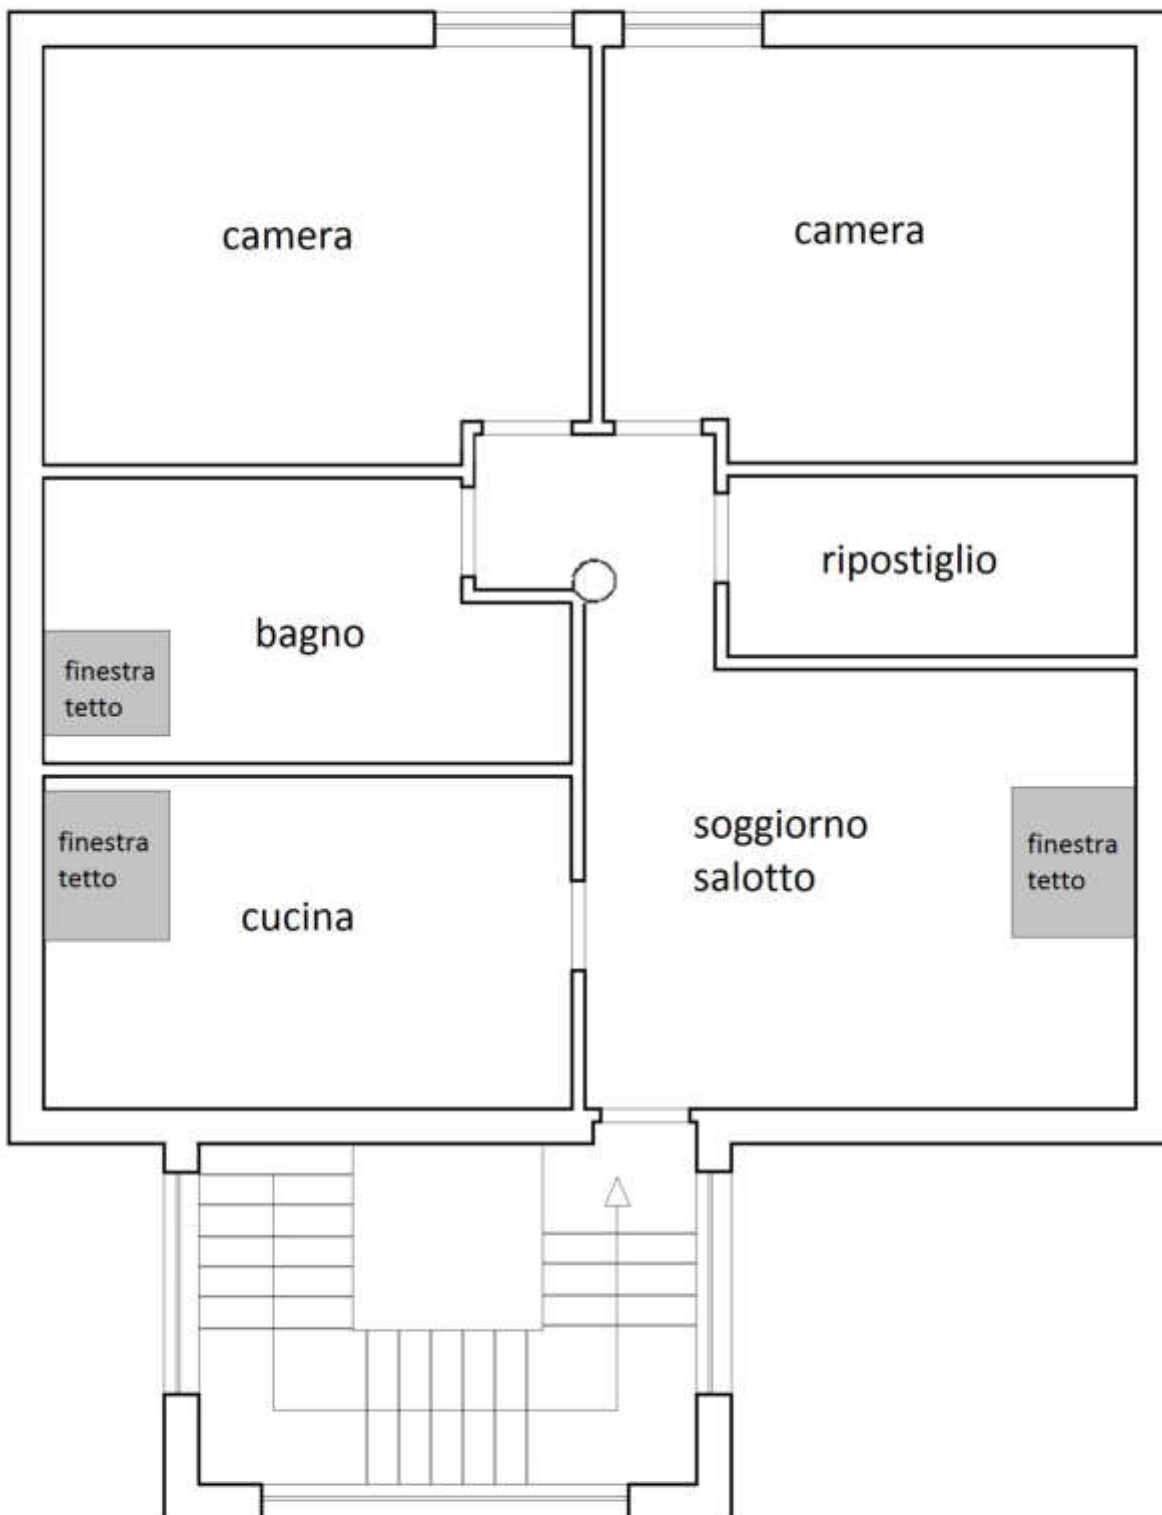 camera
camera
ripostiglio
bagno
finestra
tetto
finestra
tetto
cucina
soggiorno
salotto
finestra
tetto